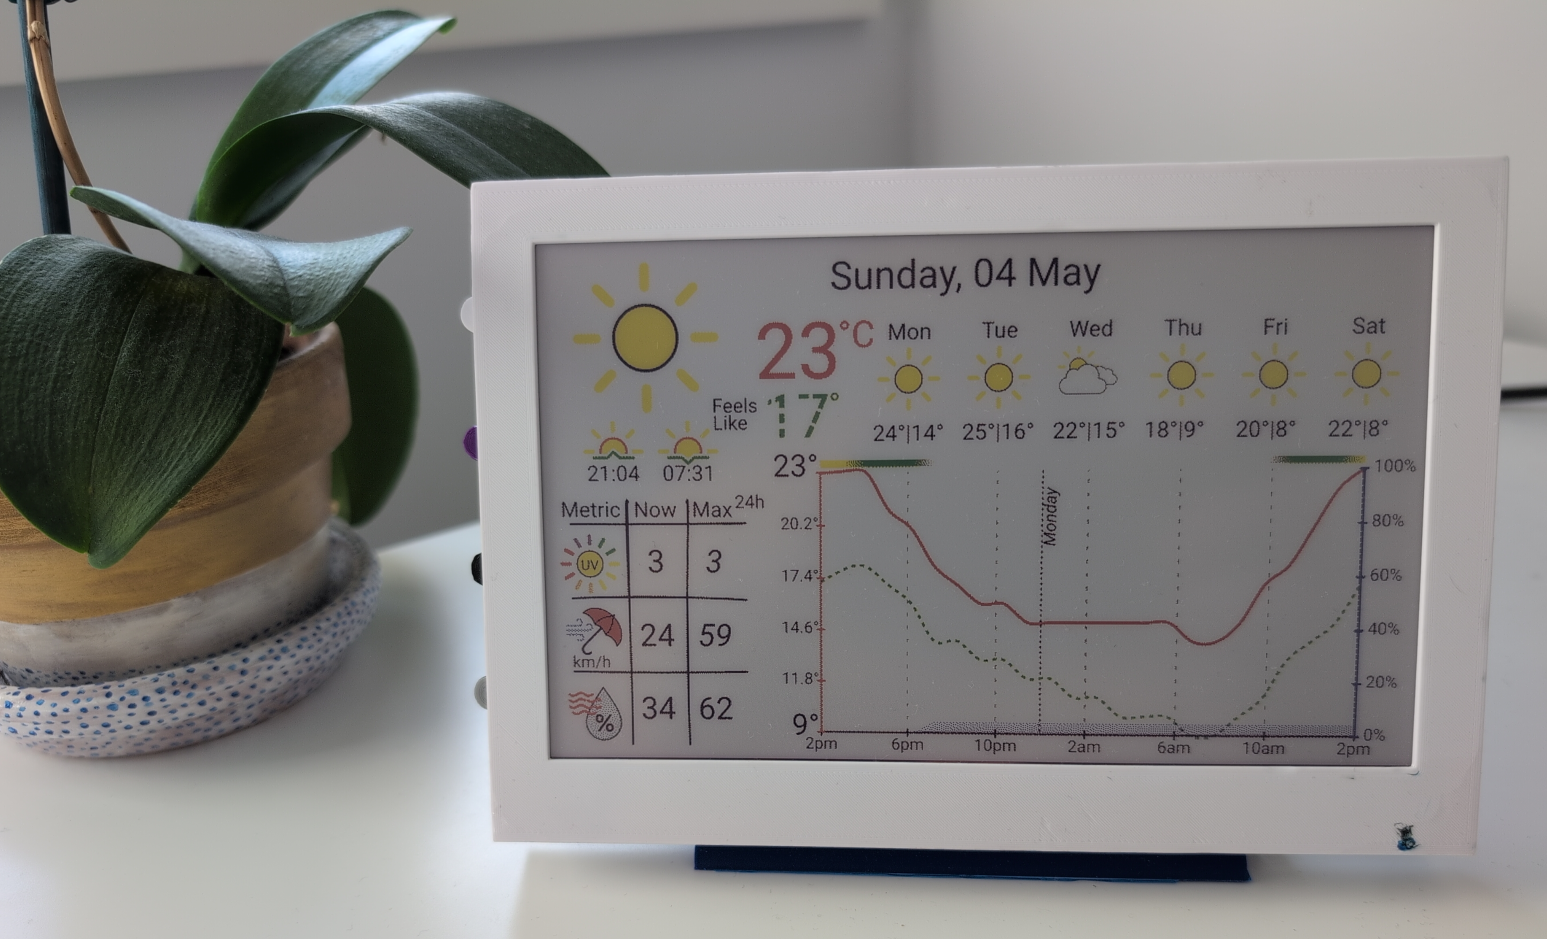 Sunday, 04 May
23°C
Feels Like 17°
Mon Tue Wed Thu Fri Sat
24°|14° 25°|16° 22°|15° 18°|9° 20°|8° 22°|8°
21:04 07:31
Metric Now Max 24h
UV 3 3
km/h 24 59
% 34 62
23° 100%
20.2° 80%
17.4° 60%
14.6° 40%
11.8° 20%
9° 0%
Monday
2pm 6pm 10pm 2am 6am 10am 2pm